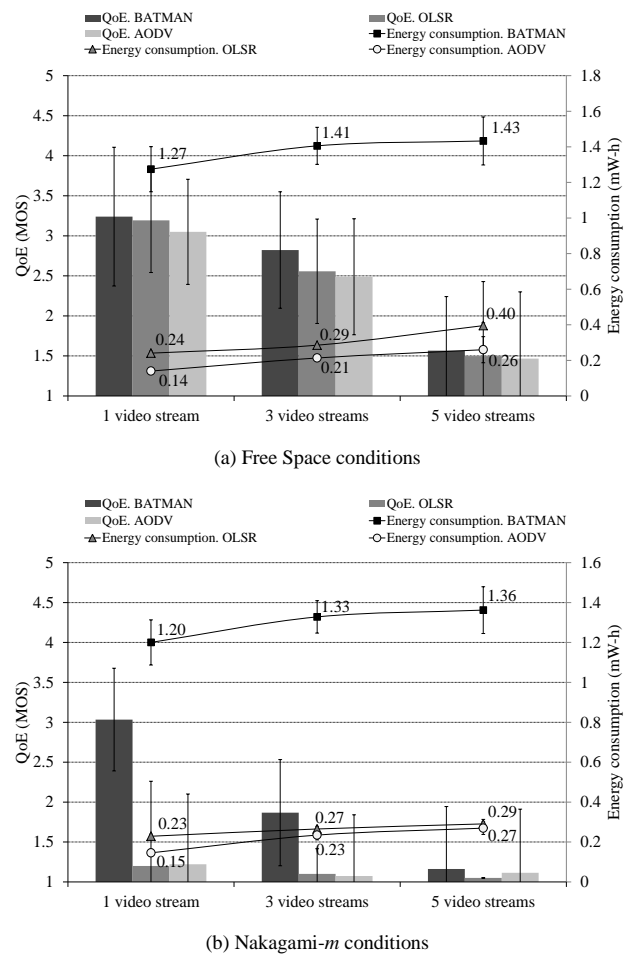 QoE. BATMAN QoE. OLSR
QoE. AODV Energy consumption. BATMAN
Energy consumption. OLSR Energy consumption. AODV
5 1.8
4.5 1.6
4 1.4
3.5 1.2
3 1
2.5 0.8
2 0.6
1.5 0.4
1 0.2
0
QoE (MOS)
Energy consumption (mW-h)
1.27 1.41 1.43
0.24 0.29 0.40
0.14 0.21 0.26
1 video stream 3 video streams 5 video streams
(a) Free Space conditions
QoE. BATMAN QoE. OLSR
QoE. AODV Energy consumption. BATMAN
Energy consumption. OLSR Energy consumption. AODV
5 1.6
4.5 1.4
4 1.2
3.5 1
3 0.8
2.5 0.6
2 0.4
1.5 0.2
1 0
QoE (MOS)
Energy consumption (mW-h)
1.20 1.33 1.36
0.23 0.27 0.29
0.15 0.23 0.27
1 video stream 3 video streams 5 video streams
(b) Nakagami-m conditions